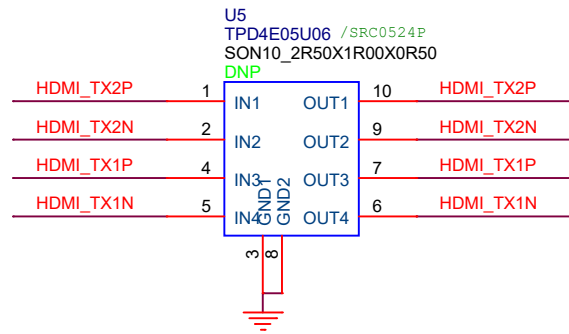 U5
TPD4E05U06 /SRC0524P
SON10_2R50X1R00X0R50
DNP
HDMI_TX2P 1 IN1 OUT1 10 HDMI_TX2P
HDMI_TX2N 2 IN2 OUT2 9 HDMI_TX2N
HDMI_TX1P 4 IN3 OUT3 7 HDMI_TX1P
HDMI_TX1N 5 IN4 OUT4 6 HDMI_TX1N
GND1
GND2
3
8